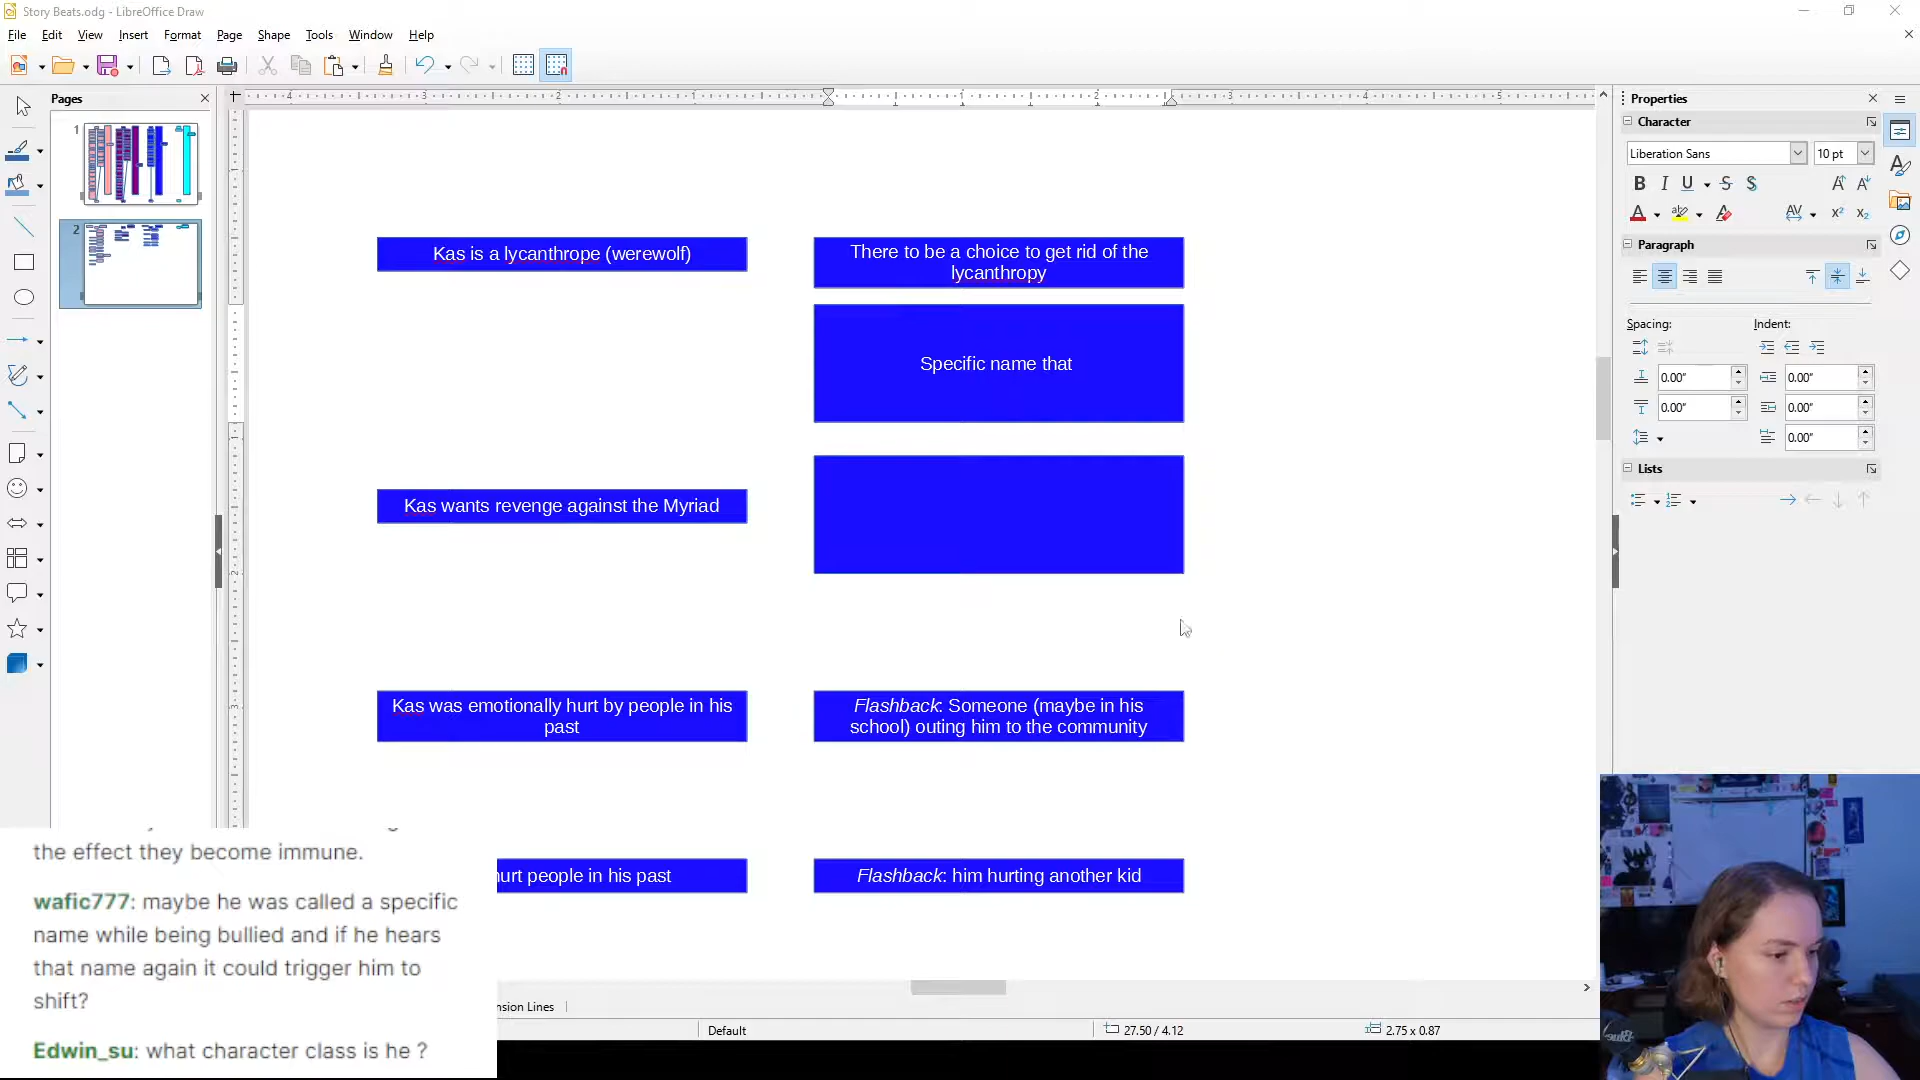 Story Beats.odg - LibreOffice Draw
File Edit View Insert Format Page Shape Tools Window Help
Pages
1
2
Kas is a lycanthrope (werewolf)
There to be a choice to get rid of the
lycanthropy
Specific name that
Kas wants revenge against the Myriad
Kas was emotionally hurt by people in his
past
Flashback: Someone (maybe in his
school) outing him to the community
hurt people in his past
Flashback: him hurting another kid
Properties
Character
Liberation Sans
10 pt
Paragraph
Spacing:
Indent:
0.00"
0.00"
0.00"
0.00"
0.00"
Lists
the effect they become immune.
wafic777: maybe he was called a specific
name while being bullied and if he hears
that name again it could trigger him to
shift?
Edwin_su: what character class is he ?
nsion Lines
Default
27.50 / 4.12
2.75 x 0.87